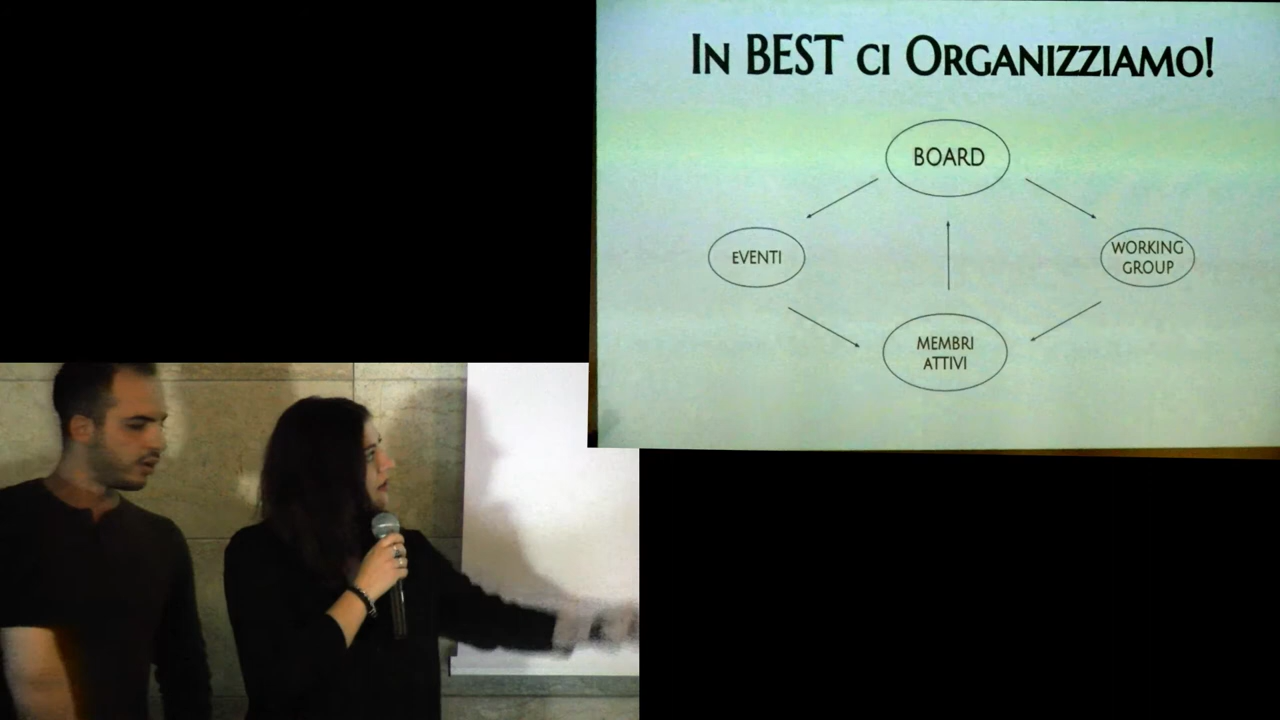 In BEST ci Organizziamo!
BOARD
EVENTI
WORKING
GROUP
MEMBRI
ATTIVI